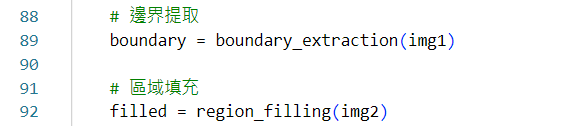 88 # 邊界提取
89 boundary = boundary_extraction(img1)
90
91 # 區域填充
92 filled = region_filling(img2)